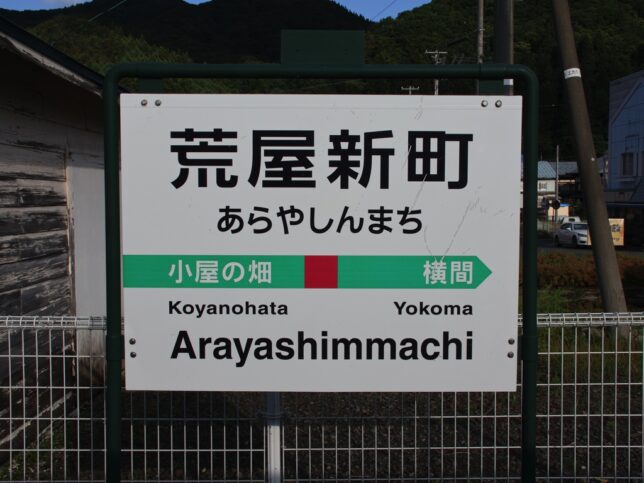 荒屋新町
あらやしんまち
小屋の畑 横間
Koyanohata Yokoma
Arayashimmachi